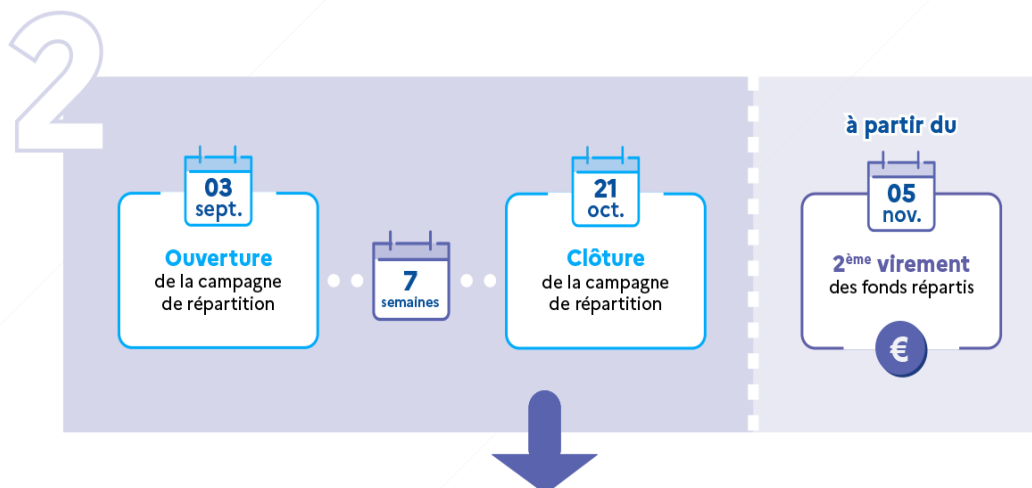 2
à partir du
03
sept.
Ouverture
de la campagne
de répartition
7
semaines
21
oct.
Clôture
de la campagne
de répartition
05
nov.
2ème virement
des fonds répartis
€